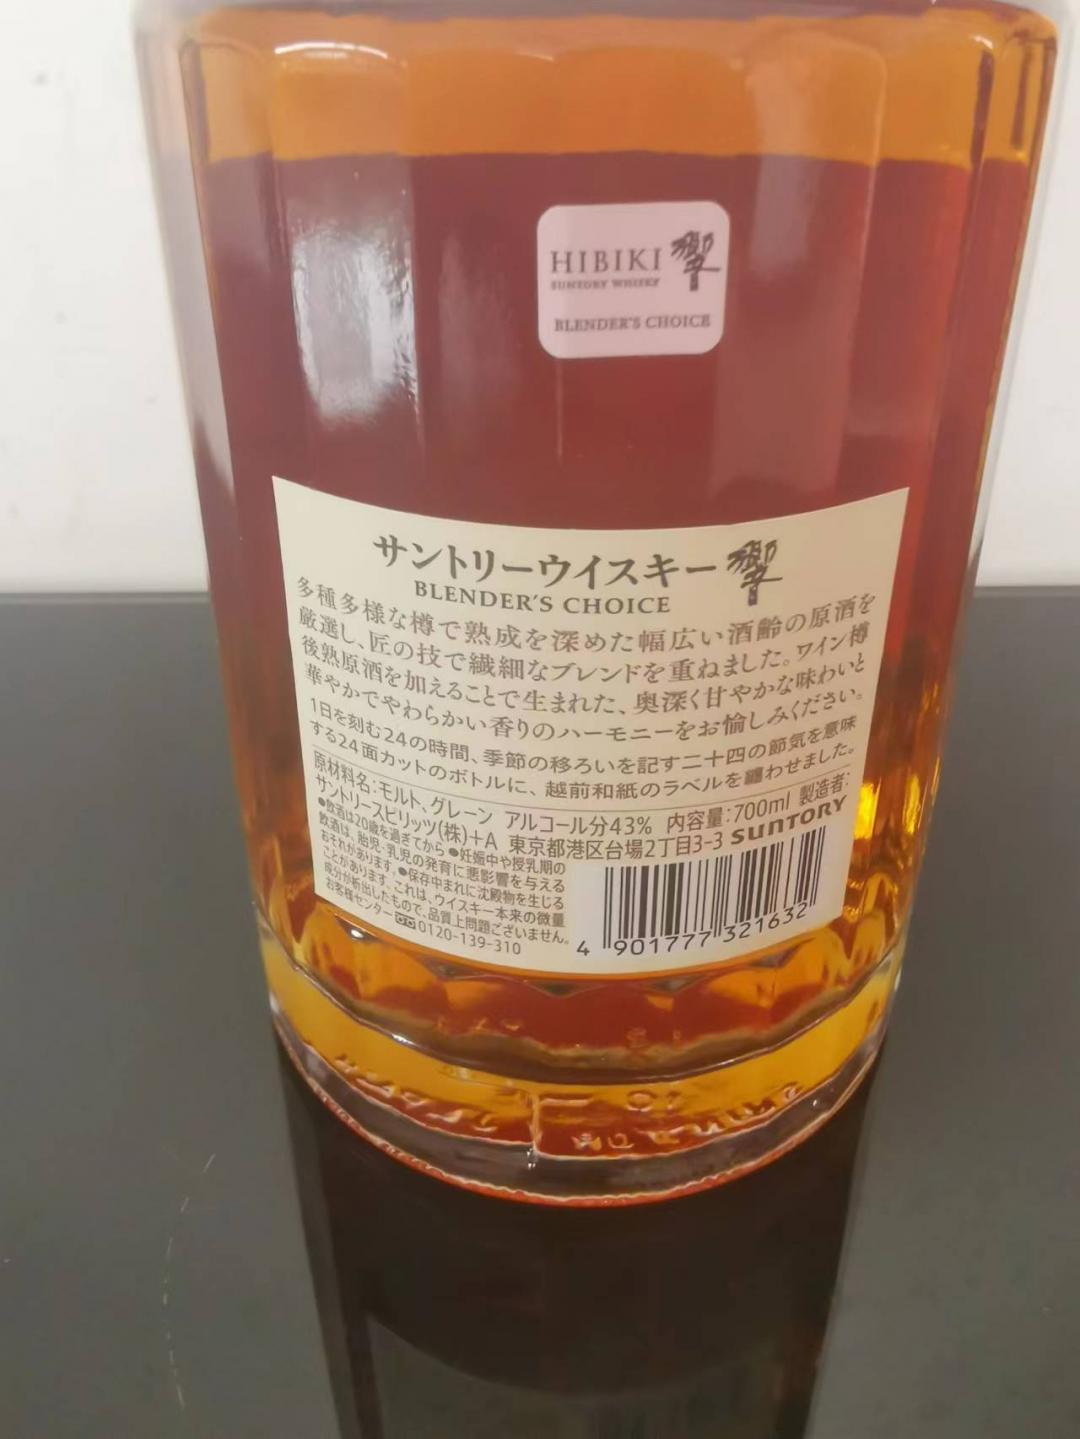 HIBIKI 響
SUNTORY WHISKY
BLENDER'S CHOICE
サントリーウイスキー 響
BLENDER'S CHOICE
多種多様な樽で熟成を深めた幅広い酒齢の原酒を
厳選し、匠の技で繊細なブレンドを重ねました。ワイン樽
後熟原酒を加えることで生まれた、奥深く甘やかな味わいと
華やかでやわらかい香りのハーモニーをお愉しみください。
1日を刻む24の時間、季節の移ろいを記す二十四の節気を意味
する24面カットのボトルに、越前和紙のラベルを纏わせました。
原材料名:モルト、グレーン アルコール分43% 内容量:700ml 製造者:
サントリースピリッツ(株)+A 東京都港区台場2丁目3-3 SUNTORY
●飲酒は20歳を過ぎてから●妊娠中や授乳期の
飲酒は、胎児・乳児の発育に悪影響を与える
おそれがあります。●保存中まれに沈殿物を生じる
ことがあります。これは、ウイスキー本来の微量
成分が析出したもので、品質上問題ございません。
お客様センター 0120-139-310
4 901777 321632